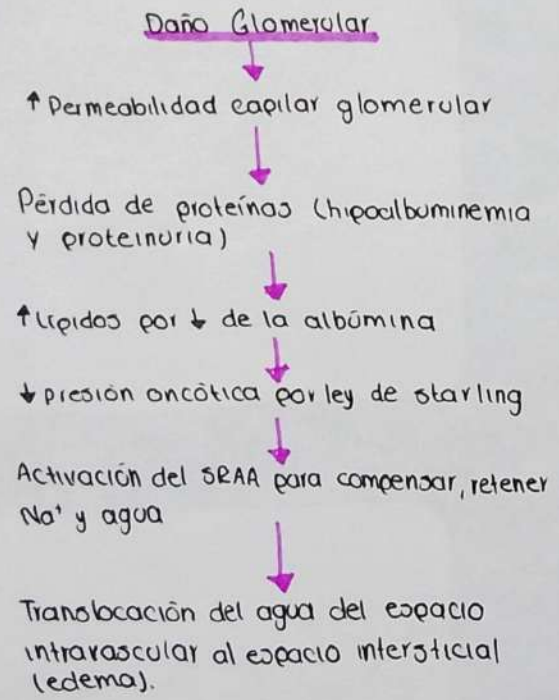 Daño Glomerular
↑ Permeabilidad capilar glomerular
Pérdida de proteínas (hipoalbuminemia
y proteinuria)
↑ Lípidos por ↓ de la albúmina
↓ presión oncótica por ley de starling
Activación del SRAA para compensar, retener
Na⁺ y agua
Translocación del agua del espacio
intravascular al espacio intersticial
(edema).